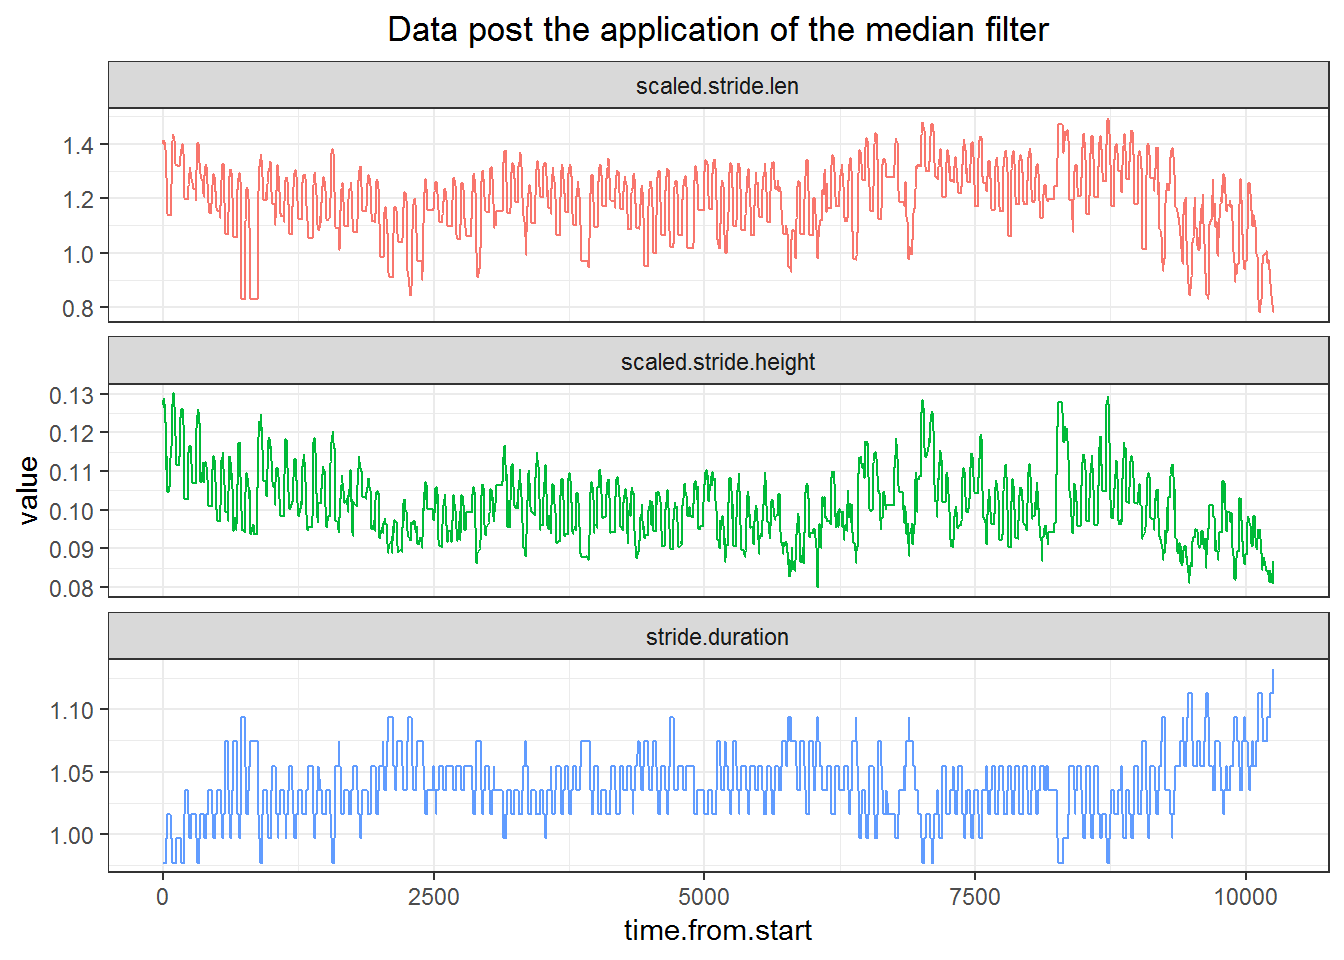 Data post the application of the median filter
scaled.stride.len
1.4
1.2
1.0
0.8
scaled.stride.height
0.13
0.12
0.11
0.10
0.09
0.08
value
stride.duration
1.10
1.05
1.00
0 2500 5000 7500 10000
time.from.start